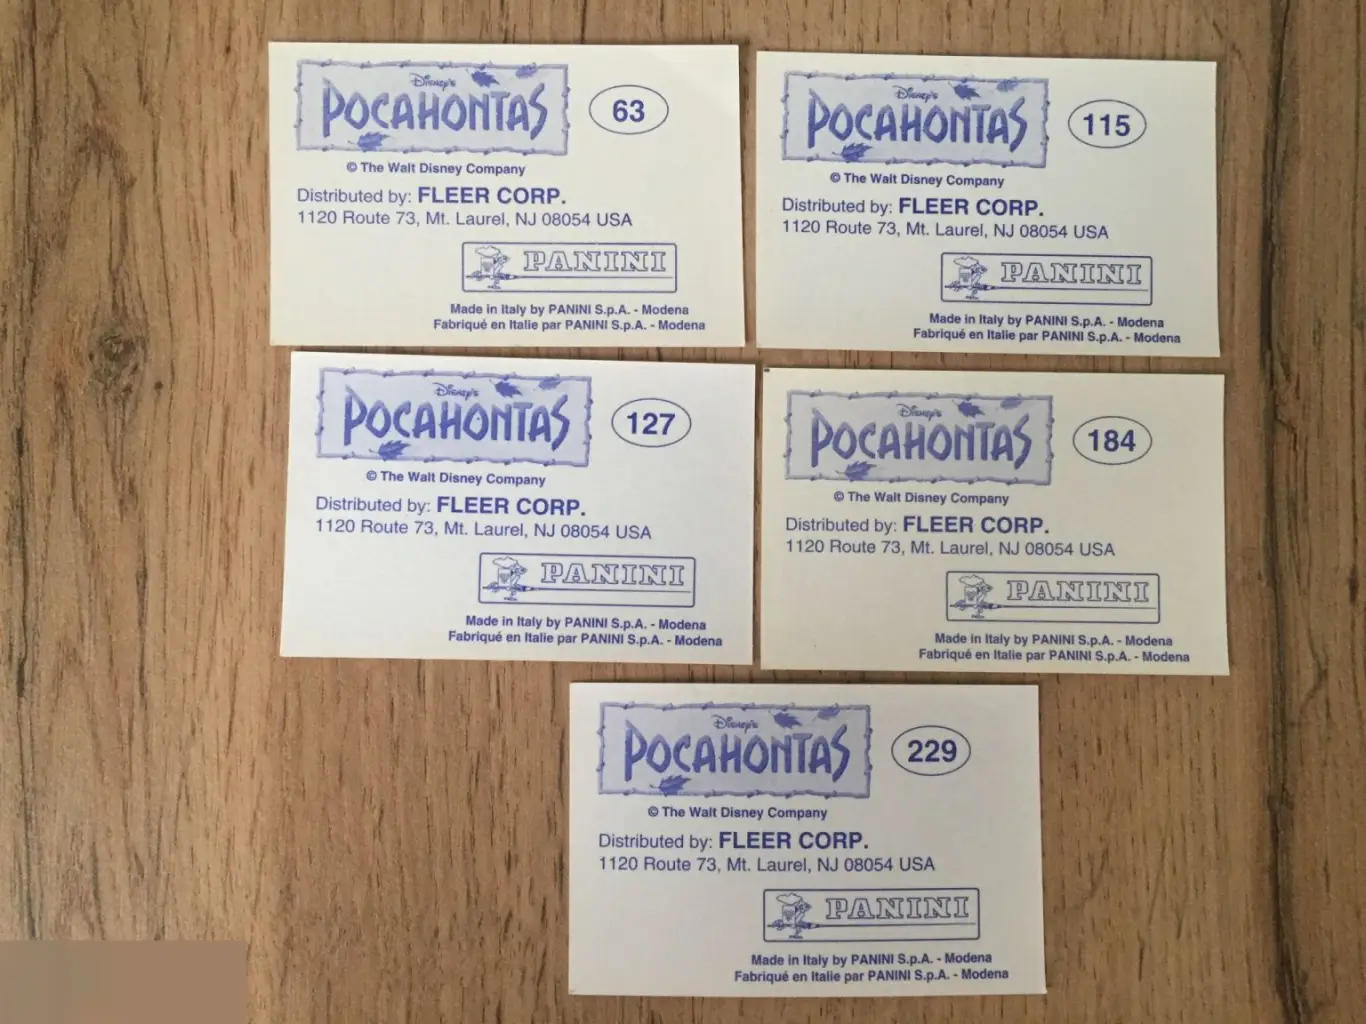 Disney's
POCAHONTAS
63
© The Walt Disney Company
Distributed by: FLEER CORP.
1120 Route 73, Mt. Laurel, NJ 08054 USA
PANINI
Made in Italy by PANINI S.p.A. - Modena
Fabriqué en Italie par PANINI S.p.A. - Modena
Disney's
POCAHONTAS
115
© The Walt Disney Company
Distributed by: FLEER CORP.
1120 Route 73, Mt. Laurel, NJ 08054 USA
PANINI
Made in Italy by PANINI S.p.A. - Modena
Fabriqué en Italie par PANINI S.p.A. - Modena
Disney's
POCAHONTAS
127
© The Walt Disney Company
Distributed by: FLEER CORP.
1120 Route 73, Mt. Laurel, NJ 08054 USA
PANINI
Made in Italy by PANINI S.p.A. - Modena
Fabriqué en Italie par PANINI S.p.A. - Modena
Disney's
POCAHONTAS
184
© The Walt Disney Company
Distributed by: FLEER CORP.
1120 Route 73, Mt. Laurel, NJ 08054 USA
PANINI
Made in Italy by PANINI S.p.A. - Modena
Fabriqué en Italie par PANINI S.p.A. - Modena
Disney's
POCAHONTAS
229
© The Walt Disney Company
Distributed by: FLEER CORP.
1120 Route 73, Mt. Laurel, NJ 08054 USA
PANINI
Made in Italy by PANINI S.p.A. - Modena
Fabriqué en Italie par PANINI S.p.A. - Modena